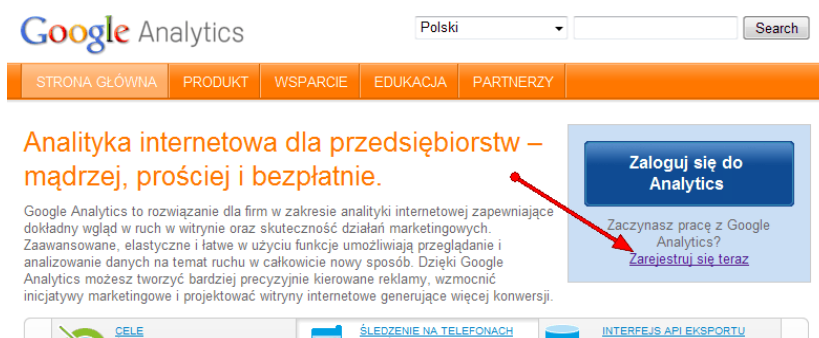 Google Analytics
Polski
Search
STRONA GŁÓWNA PRODUKT WSPARCIE EDUKACJA PARTNERZY
Analityka internetowa dla przedsiębiorstw –
mądrzej, prościej i bezpłatnie.
Google Analytics to rozwiązanie dla firm w zakresie analityki internetowej zapewniające
dokładny wgląd w ruch w witrynie oraz skuteczność działań marketingowych.
Zaawansowane, elastyczne i łatwe w użyciu funkcje umożliwiają przeglądanie i
analizowanie danych na temat ruchu w całkowicie nowy sposób. Dzięki Google
Analytics możesz tworzyć bardziej precyzyjnie kierowane reklamy, wzmocnić
inicjatywy marketingowe i projektować witryny internetowe generujące więcej konwersji.
Zaloguj się do
Analytics
Zaczynasz pracę z Google
Analytics?
Zarejestruj się teraz
CELE
ŚLEDZENIE NA TELEFONACH
INTERFEJS API EKSPORTU